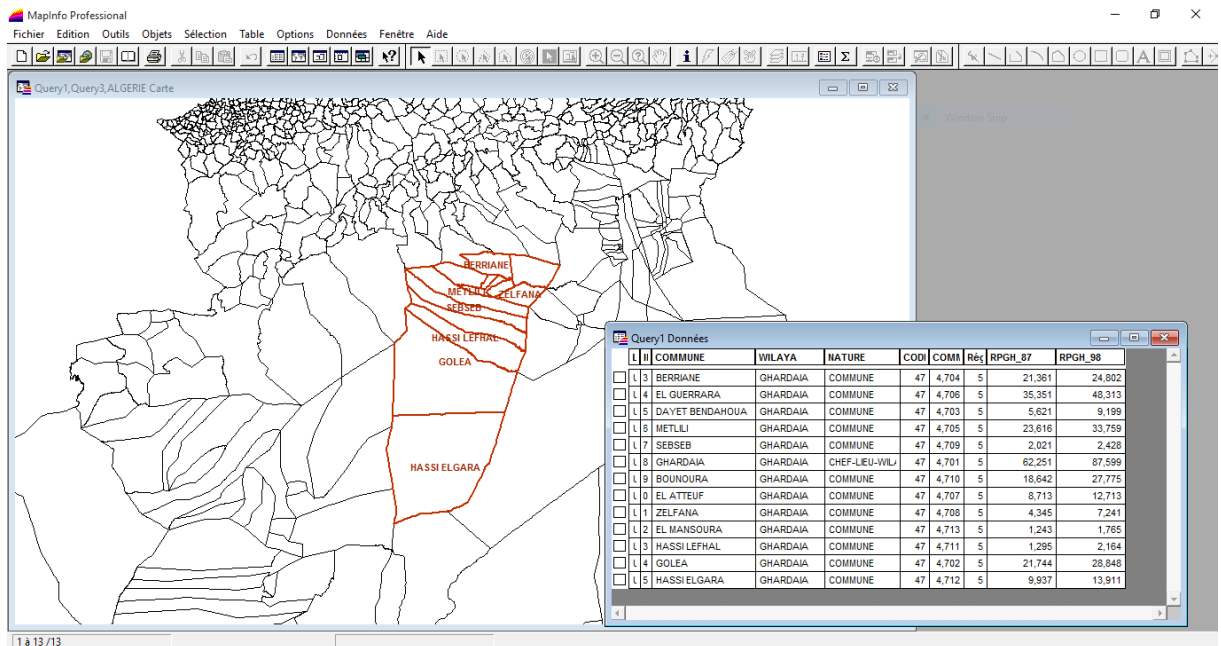 MapInfo Professional
Fichier Edition Outils Objets Sélection Table Options Données Fenêtre Aide
Query1,Query3,ALGERIE Carte
Window Snip
BERRIANE
METLILI
ZELFANA
SEBSEB
HASSI LEFHAL
GOLEA
HASSI ELGARA
Query1 Données
L II COMMUNE WILAYA NATURE CODI COMM Rég RPGH_87 RPGH_98
L 3 BERRIANE GHARDAIA COMMUNE 47 4,704 5 21,361 24,802
L 4 EL GUERRARA GHARDAIA COMMUNE 47 4,706 5 35,351 48,313
L 5 DAYET BENDAHOUA GHARDAIA COMMUNE 47 4,703 5 5,621 9,199
L 6 METLILI GHARDAIA COMMUNE 47 4,705 5 23,616 33,759
L 7 SEBSEB GHARDAIA COMMUNE 47 4,709 5 2,021 2,428
L 8 GHARDAIA GHARDAIA CHEF-LIEU-WIL 47 4,701 5 62,251 87,599
L 9 BOUNOURA GHARDAIA COMMUNE 47 4,710 5 18,642 27,775
L 0 EL ATTEUF GHARDAIA COMMUNE 47 4,707 5 8,713 12,713
L 1 ZELFANA GHARDAIA COMMUNE 47 4,708 5 4,345 7,241
L 2 EL MANSOURA GHARDAIA COMMUNE 47 4,713 5 1,243 1,765
L 3 HASSI LEFHAL GHARDAIA COMMUNE 47 4,711 5 1,295 2,164
L 4 GOLEA GHARDAIA COMMUNE 47 4,702 5 21,744 28,848
L 5 HASSI ELGARA GHARDAIA COMMUNE 47 4,712 5 9,937 13,911
1 à 13 /13